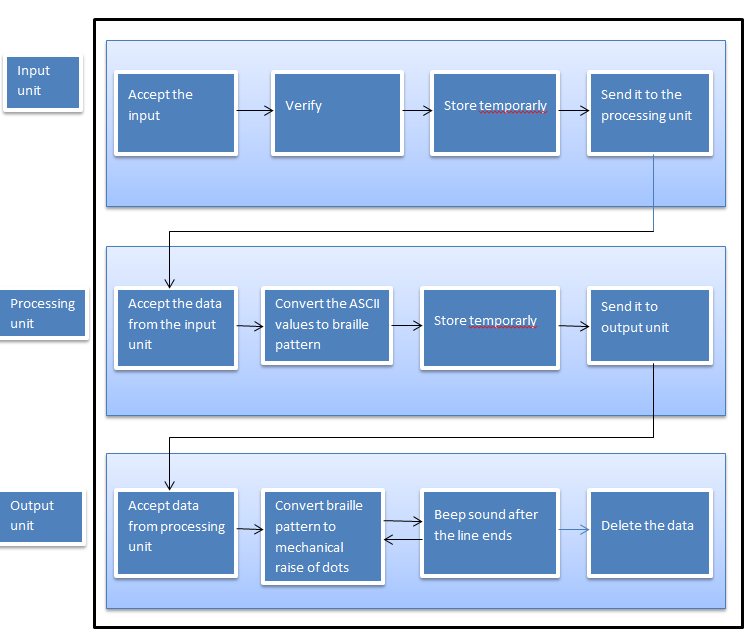 Input
unit
Accept the
input
Verify
Store temporarly
Send it to the
processing unit
Processing
unit
Accept the data
from the input
unit
Convert the ASCII
values to braille
pattern
Store temporarly
Send it to
output unit
Output
unit
Accept data
from processing
unit
Convert braille
pattern to
mechanical
raise of dots
Beep sound after
the line ends
Delete the data